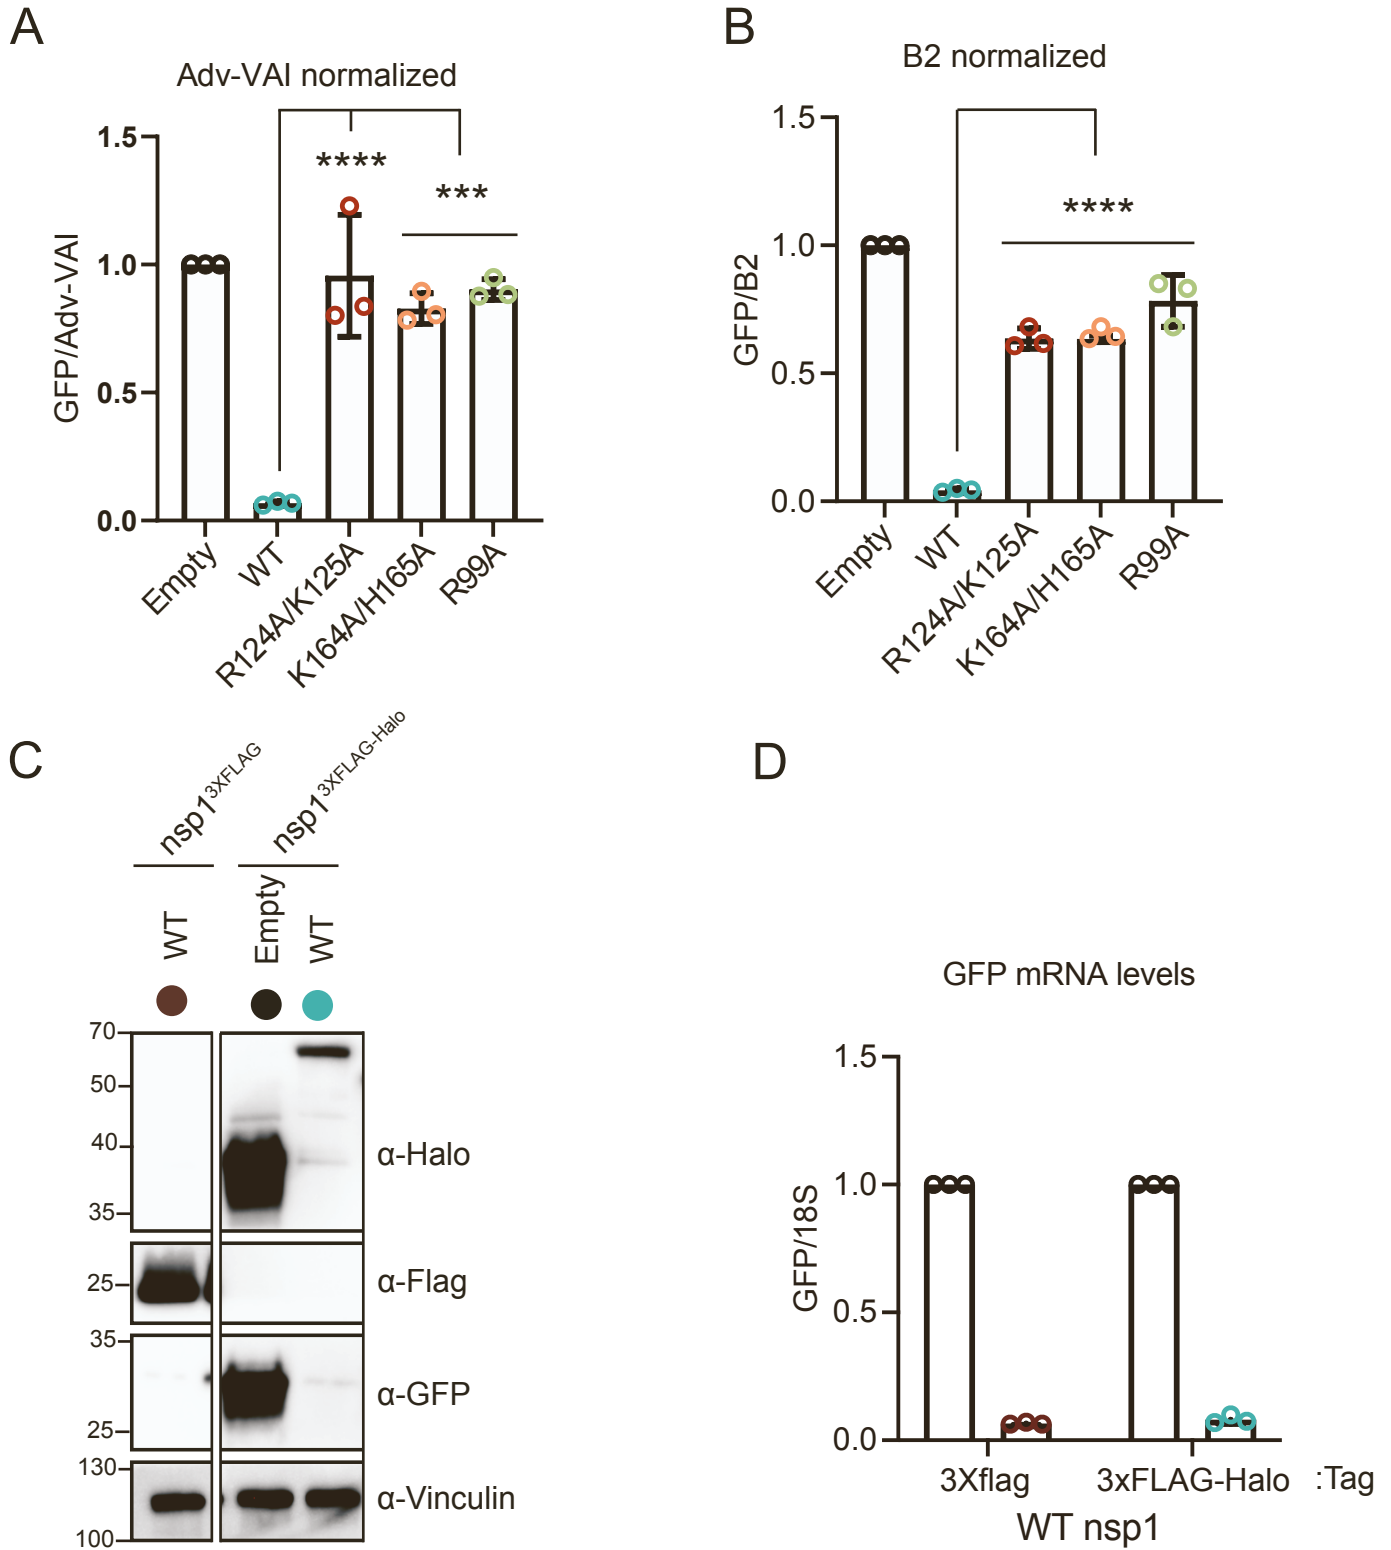 A
Adv-VAI normalized
GFP/Adv-VAI
1.5
1.0
0.5
0.0
****
***
Empty
WT
R124A/K125A
K164A/H165A
R99A
B
B2 normalized
GFP/B2
1.5
1.0
0.5
0.0
****
Empty
WT
R124A/K125A
K164A/H165A
R99A
C
nsp13XFLAG
nsp13XFLAG-Halo
WT
Empty
WT
70
50
40
35
α-Halo
25
α-Flag
35
25
α-GFP
130
100
α-Vinculin
D
GFP mRNA levels
GFP/18S
1.5
1.0
0.5
0.0
3Xflag
3xFLAG-Halo
:Tag
WT nsp1